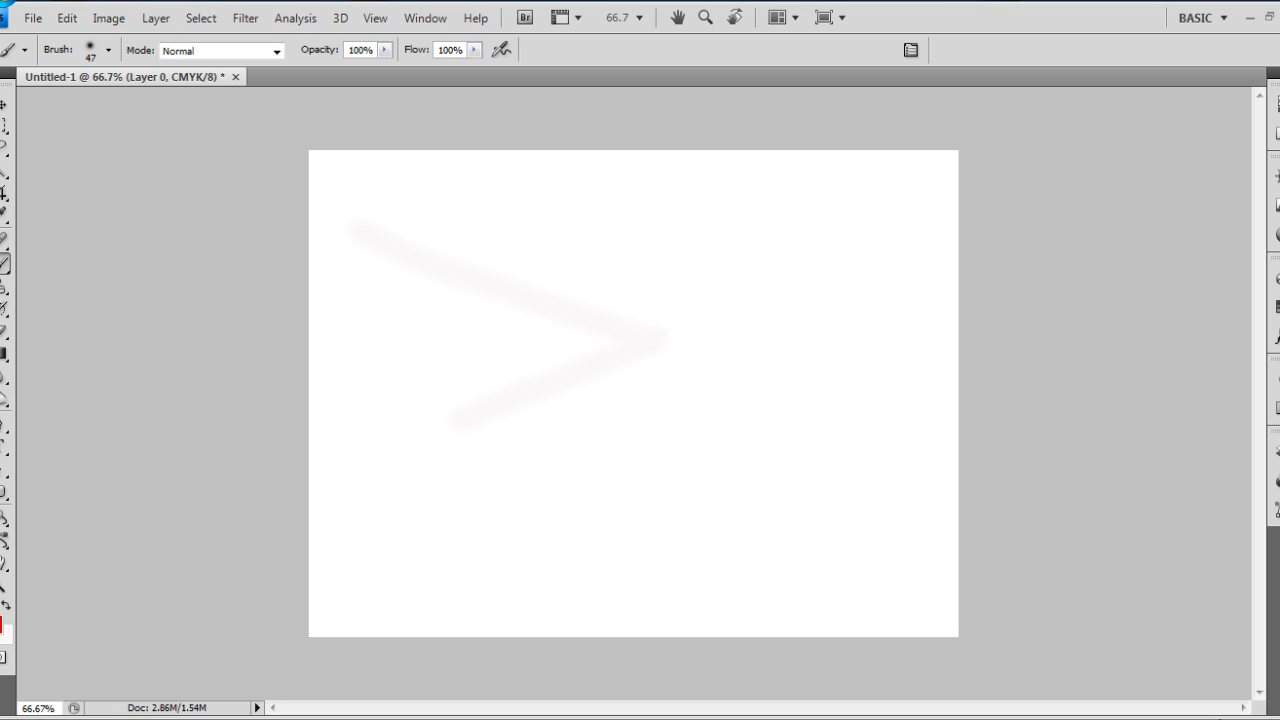 File Edit Image Layer Select Filter Analysis 3D View Window Help Br 66.7 BASIC
Brush: 47 Mode: Normal Opacity: 100% Flow: 100%
Untitled-1 @ 66.7% (Layer 0, CMYK/8) *
66.67% Doc: 2.86M/1.54M